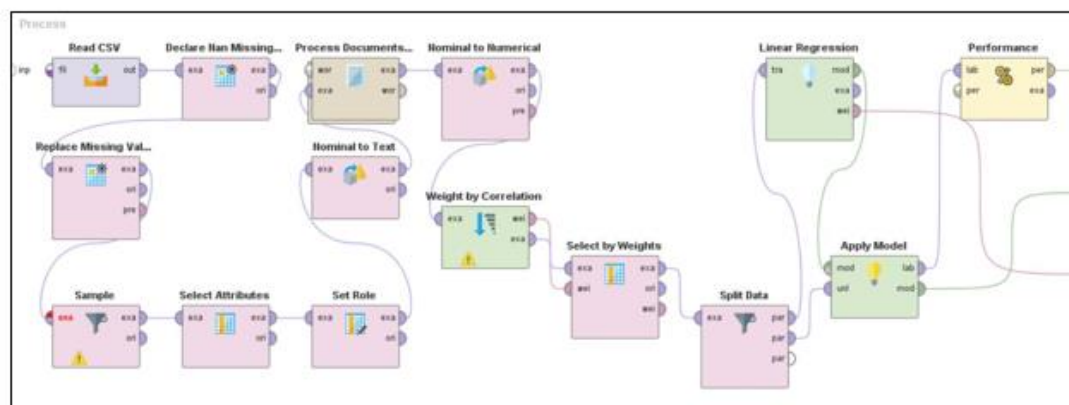 Process
Read CSV
Declare Nan Missing...
Process Documents...
Nominal to Numerical
Linear Regression
Performance
inp
fil
out
exa
exa
ori
wor
exa
exa
wor
exa
exa
ori
pre
tra
mod
exa
wei
lab
per
per
exa
Replace Missing Val...
Nominal to Text
exa
exa
ori
pre
exa
exa
ori
Weight by Correlation
exa
wei
exa
Select by Weights
exa
wei
exa
ori
wei
Apply Model
mod
unl
lab
mod
Sample
Select Attributes
Set Role
Split Data
exa
exa
ori
exa
exa
ori
exa
exa
ori
exa
par
par
par